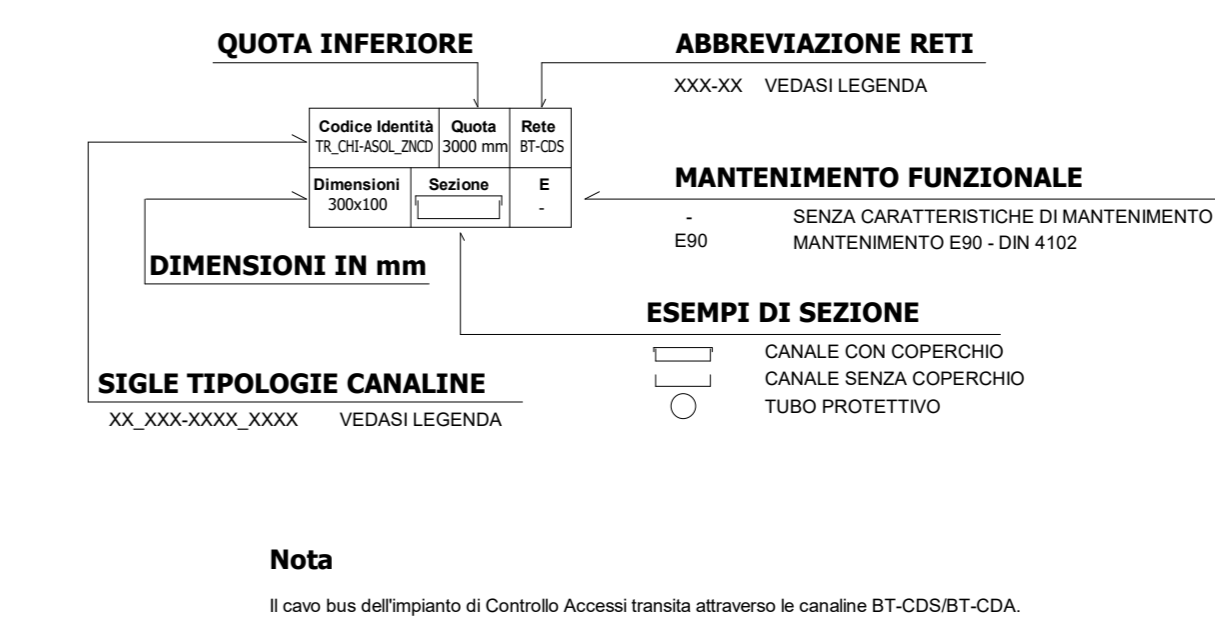 QUOTA INFERIORE
ABBREVIAZIONE RETI
XXX-XX VEDASI LEGENDA
Codice Identità Quota Rete
TR_CHI-ASOL_ZNCD 3000 mm BT-CDS
Dimensioni Sezione E
300x100 -
MANTENIMENTO FUNZIONALE
- SENZA CARATTERISTICHE DI MANTENIMENTO
E90 MANTENIMENTO E90 - DIN 4102
DIMENSIONI IN mm
ESEMPI DI SEZIONE
CANALE CON COPERCHIO
CANALE SENZA COPERCHIO
TUBO PROTETTIVO
SIGLE TIPOLOGIE CANALINE
XX_XXX-XXXX_XXXX VEDASI LEGENDA
Nota
Il cavo bus dell'impianto di Controllo Accessi transita attraverso le canaline BT-CDS/BT-CDA.